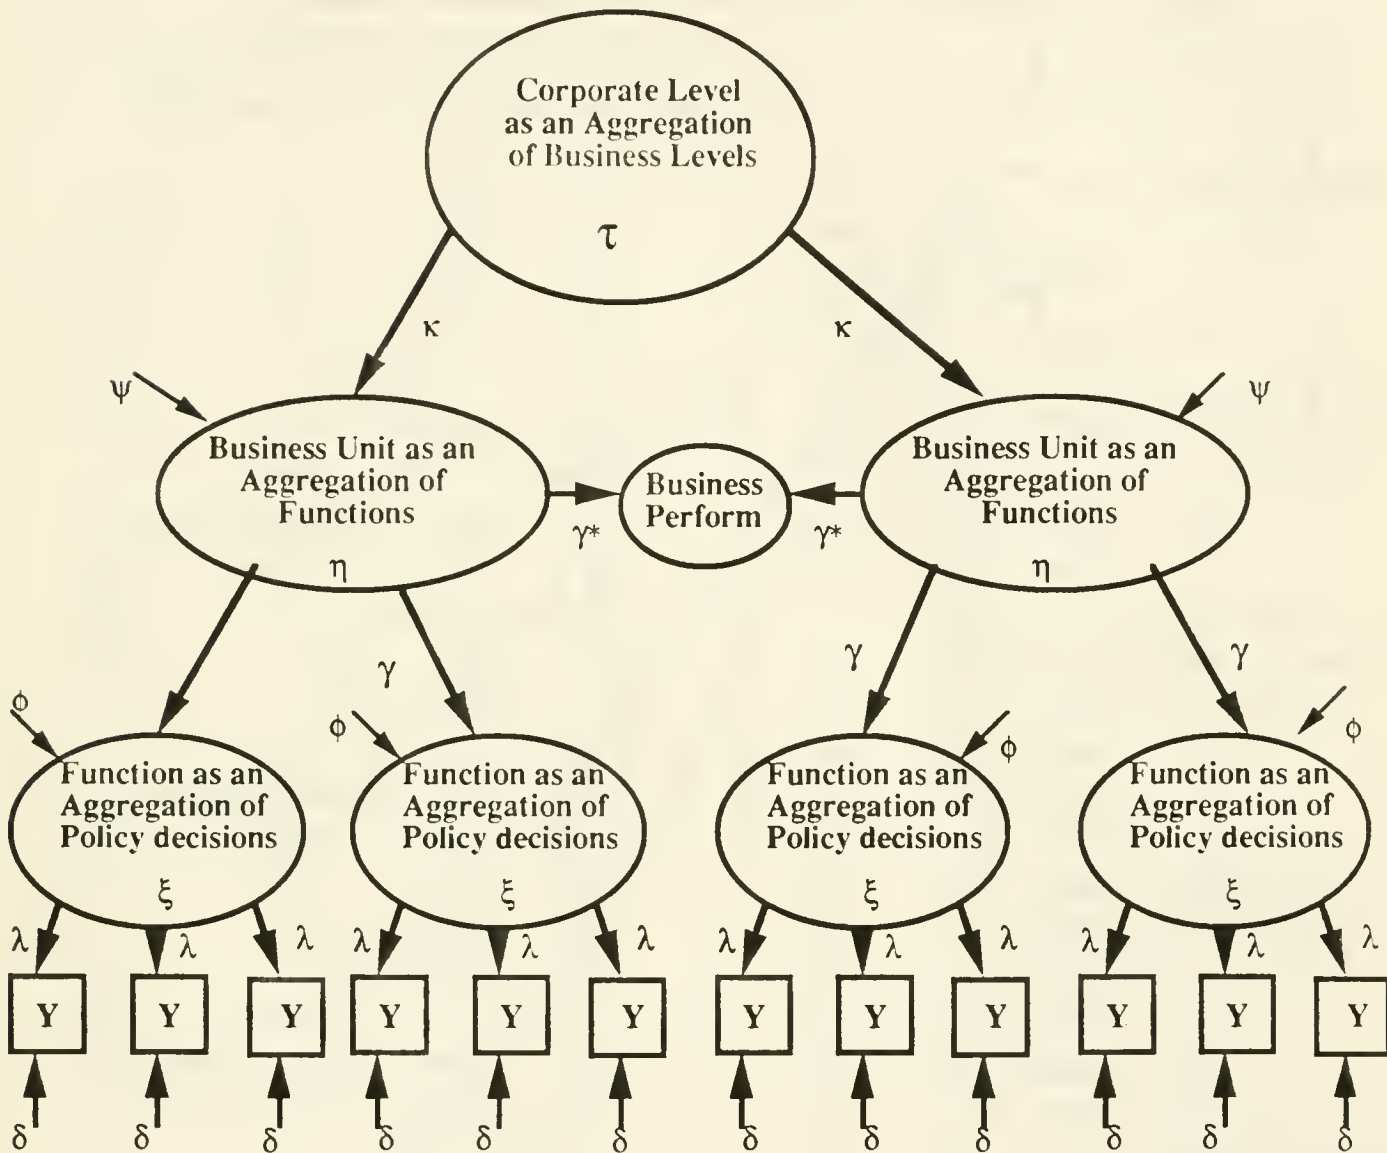 Corporate Level
as an Aggregation
of Business Levels
τ
κ
κ
ψ
ψ
Business Unit as an
Aggregation of
Functions
η
Business
Perform
Business Unit as an
Aggregation of
Functions
η
γ*
γ*
γ
γ
γ
φ
φ
φ
φ
Function as an
Aggregation of
Policy decisions
ξ
Function as an
Aggregation of
Policy decisions
ξ
Function as an
Aggregation of
Policy decisions
ξ
Function as an
Aggregation of
Policy decisions
ξ
λ λ λ λ λ λ λ λ λ λ λ λ
Y Y Y Y Y Y Y Y Y Y Y Y
δ δ δ δ δ δ δ δ δ δ δ δ